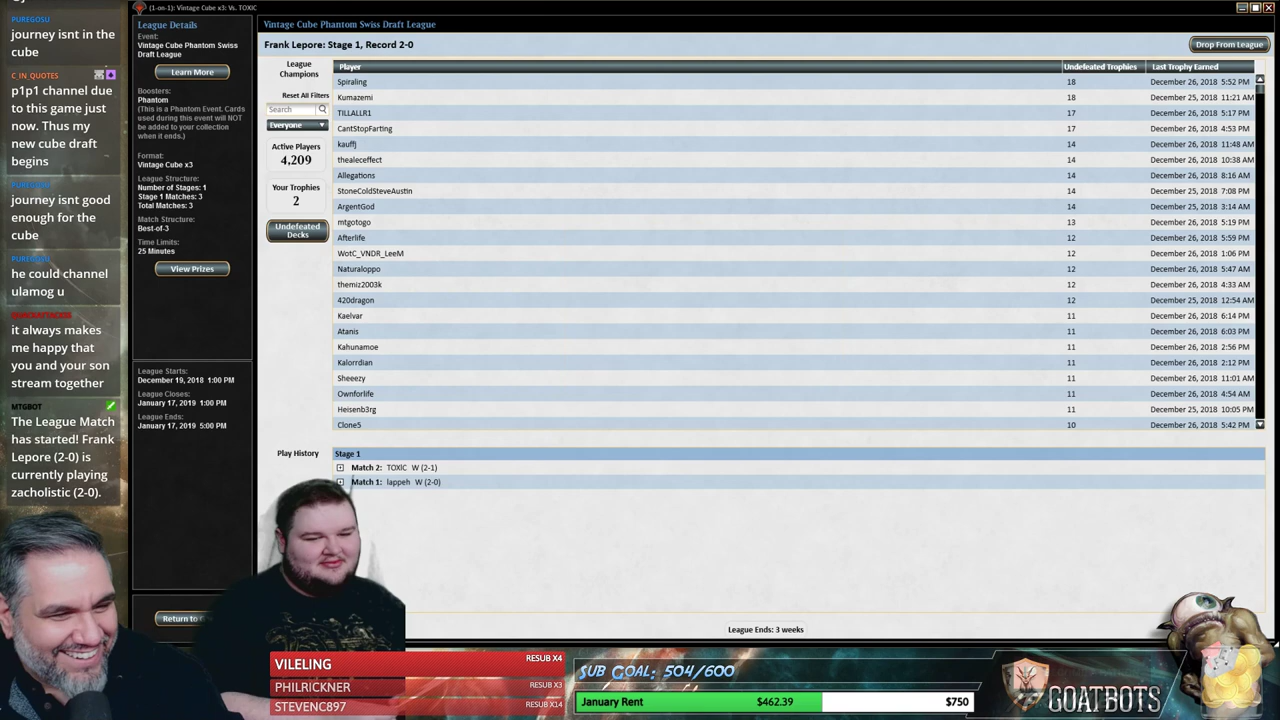 (1-on-1): Vintage Cube x3: Vs. TOXIC
PUREGOSU
journey isnt in the
cube
C_IN_QUOTES
p1p1 channel due
to this game just
now. Thus my
new cube draft
begins
PUREGOSU
journey isnt good
enough for the
cube
PUREGOSU
he could channel
ulamog u
it always makes
me happy that
you and your son
stream together
MTGBOT
The League Match
has started! Frank
Lepore (2-0) is
currently playing
zacholistic (2-0).
League Details
Event:
Vintage Cube Phantom Swiss
Draft League
Learn More
Boosters:
Phantom
(This is a Phantom Event. Cards
used during this event will NOT
be added to your collection
when it ends.)
Format:
Vintage Cube x3
League Structure:
Number of Stages: 1
Stage 1 Matches: 3
Total Matches: 3
Match Structure:
Best-of-3
Time Limits:
25 Minutes
View Prizes
League Starts:
December 19, 2018 1:00 PM
League Closes:
January 17, 2019 1:00 PM
League Ends:
January 17, 2019 5:00 PM
Return to
Vintage Cube Phantom Swiss Draft League
Frank Lepore: Stage 1, Record 2-0
Drop From League
League
Champions
Reset All Filters
Search
Everyone
Active Players
4,209
Your Trophies
2
Undefeated
Decks
Player Undefeated Trophies Last Trophy Earned
Spiraling 18 December 26, 2018 5:52 PM
Kumazemi 18 December 25, 2018 11:21 AM
TILLALLR1 17 December 26, 2018 5:17 PM
CantStopFarting 17 December 26, 2018 4:53 PM
kauffj 14 December 26, 2018 11:48 AM
thealeceffect 14 December 26, 2018 10:38 AM
Allegations 14 December 26, 2018 8:16 AM
StoneColdSteveAustin 14 December 25, 2018 7:08 PM
ArgentGod 14 December 25, 2018 3:14 AM
mtgotogo 13 December 26, 2018 5:19 PM
Afterlife 12 December 26, 2018 5:59 PM
WotC_VNDR_LeeM 12 December 26, 2018 1:06 PM
Naturaloppo 12 December 26, 2018 5:47 AM
themiz2003k 12 December 26, 2018 4:33 AM
420dragon 12 December 25, 2018 12:54 AM
Kaelvar 11 December 26, 2018 6:14 PM
Atanis 11 December 26, 2018 6:03 PM
Kahunamoe 11 December 26, 2018 2:56 PM
Kalorrdian 11 December 26, 2018 2:12 PM
Sheeezy 11 December 26, 2018 11:01 AM
Ownforlife 11 December 26, 2018 4:54 AM
Heisenb3rg 11 December 25, 2018 10:05 PM
Clone5 10 December 26, 2018 5:42 PM
Play History
Stage 1
Match 2: TOXIC W (2-1)
Match 1: lappeh W (2-0)
League Ends: 3 weeks
VILELING RESUB X4
PHILRICKNER RESUB X3
STEVENC897 RESUB X14
SUB GOAL: 504/600
January Rent $462.39 $750
GOATBOTS